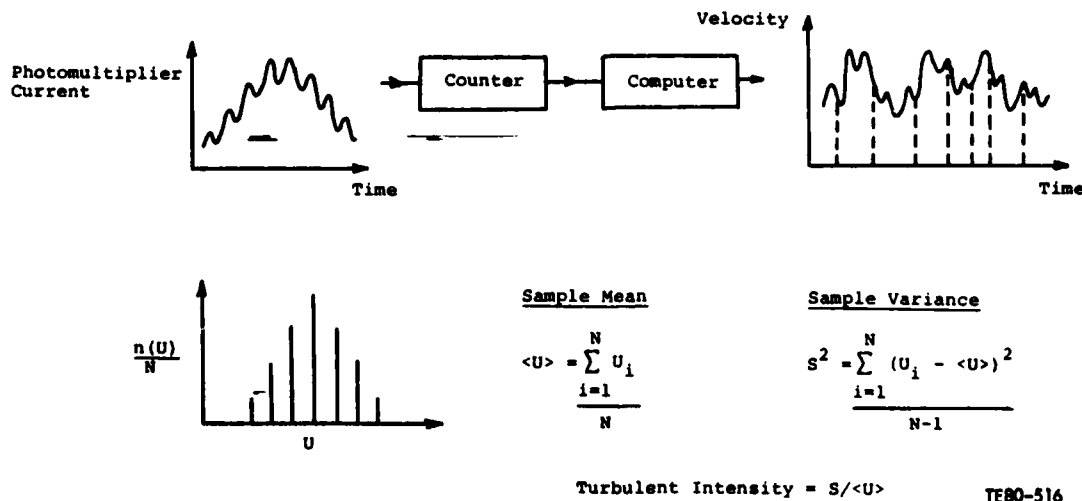 Photomultiplier
Current
Time
Counter
Computer
Velocity
Time
n(U)
N
U
Sample Mean
<U> = N ∑ i=1 U_i
N
Sample Variance
S² = N ∑ i=1 (U_i - <U>)²
N-1
Turbulent Intensity = S/<U>
TE80-516